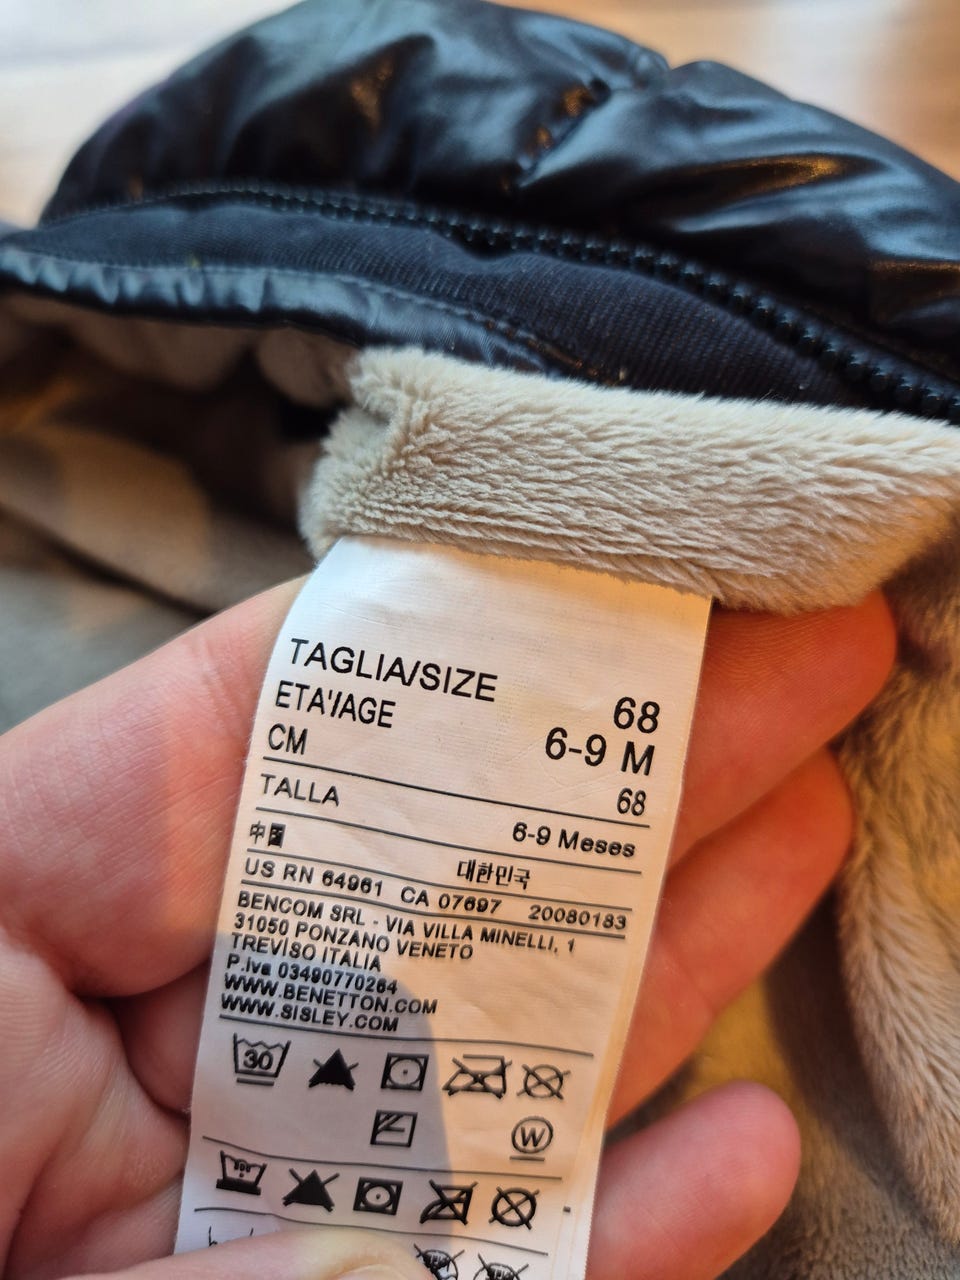 TAGLIA/SIZE 68
ETA'/AGE 6-9 M
CM 68
TALLA 6-9 Meses
中国 대한민국
US RN 64961 CA 07697 20080183
BENCOM SRL - VIA VILLA MINELLI, 1
31050 PONZANO VENETO
TREVISO ITALIA
P.Iva 03490770264
WWW.BENETTON.COM
WWW.SISLEY.COM
30
W